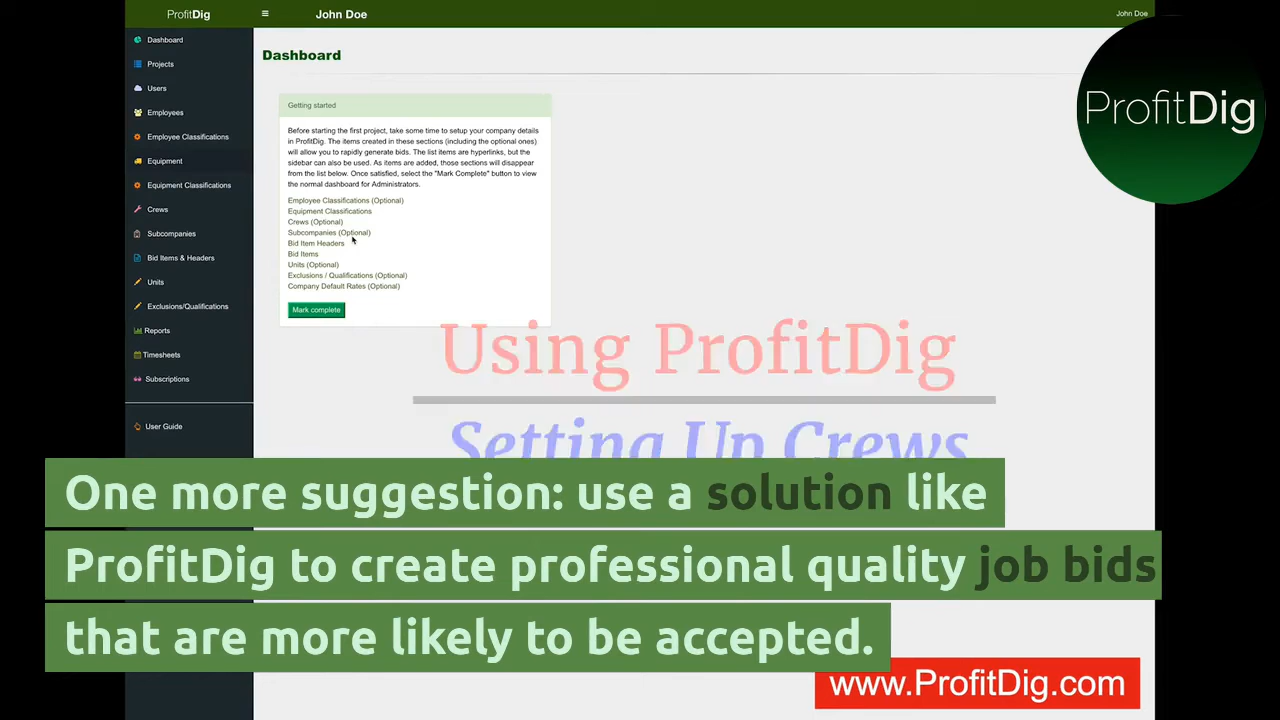 ProfitDig
John Doe
John Doe
Dashboard
Projects
Users
Employees
Employee Classifications
Equipment
Equipment Classifications
Crews
Subcompanies
Bid Items & Headers
Units
Exclusions/Qualifications
Reports
Timesheets
Subscriptions
User Guide
Dashboard
Getting started
Before starting the first project, take some time to setup your company details
in ProfitDig. The items created in these sections (including the optional ones)
will allow you to rapidly generate bids. The list items are hyperlinks, but the
sidebar can also be used. As items are added, those sections will disappear
from the list below. Once satisfied, select the "Mark Complete" button to view
the normal dashboard for Administrators.
Employee Classifications (Optional)
Equipment Classifications
Crews (Optional)
Subcompanies (Optional)
Bid Item Headers
Bid Items
Units (Optional)
Exclusions / Qualifications (Optional)
Company Default Rates (Optional)
Mark complete
ProfitDig
Using ProfitDig
Setting Up Crews
One more suggestion: use a solution like
ProfitDig to create professional quality job bids
that are more likely to be accepted.
www.ProfitDig.com